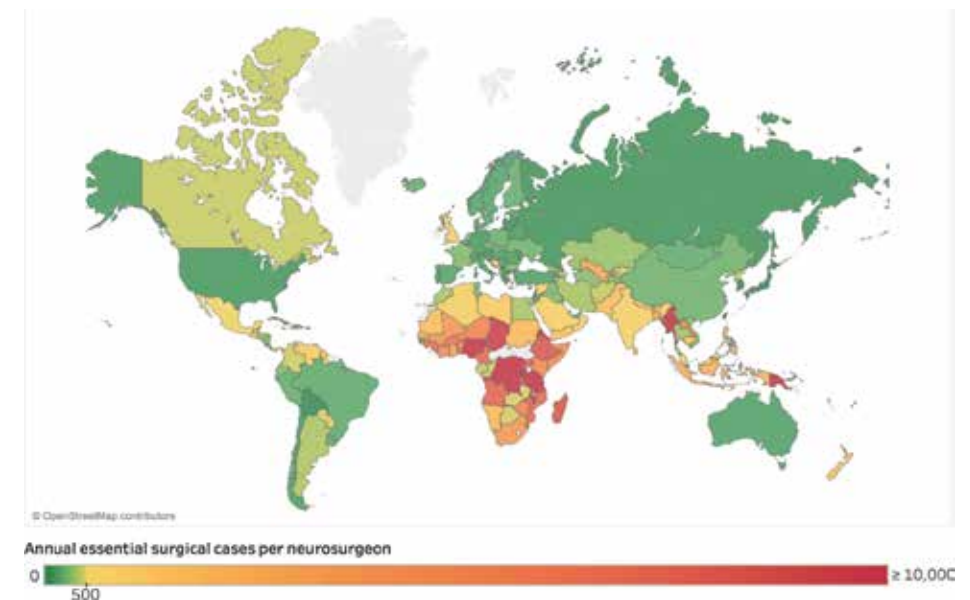 © OpenStreetMap contributors
Annual essential surgical cases per neurosurgeon
0
≥ 10,000
500